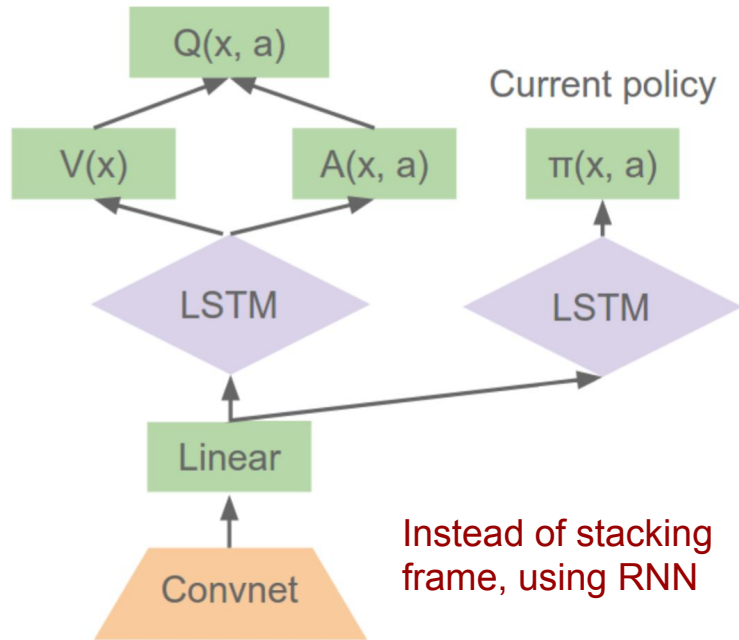 Q(x, a)
Current policy
V(x)
A(x, a)
π(x, a)
LSTM
LSTM
Linear
Instead of stacking
frame, using RNN
Convnet